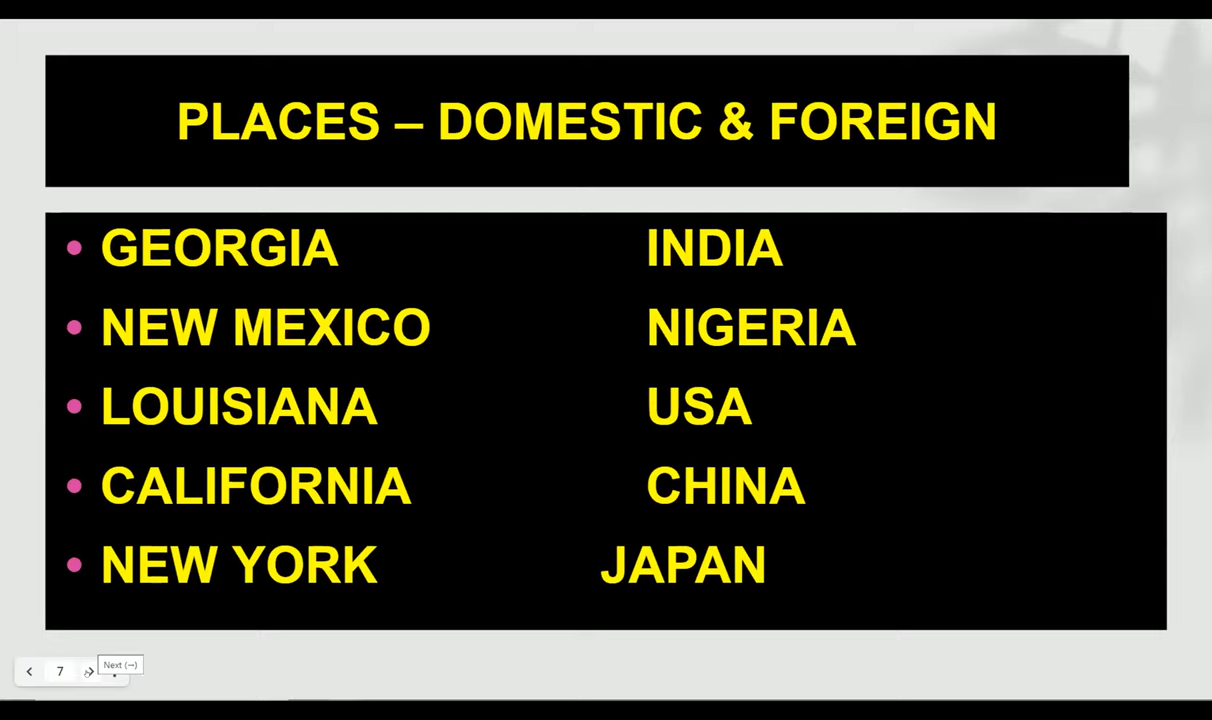 PLACES – DOMESTIC & FOREIGN
• GEORGIA INDIA
• NEW MEXICO NIGERIA
• LOUISIANA USA
• CALIFORNIA CHINA
• NEW YORK JAPAN
7
Next (→)